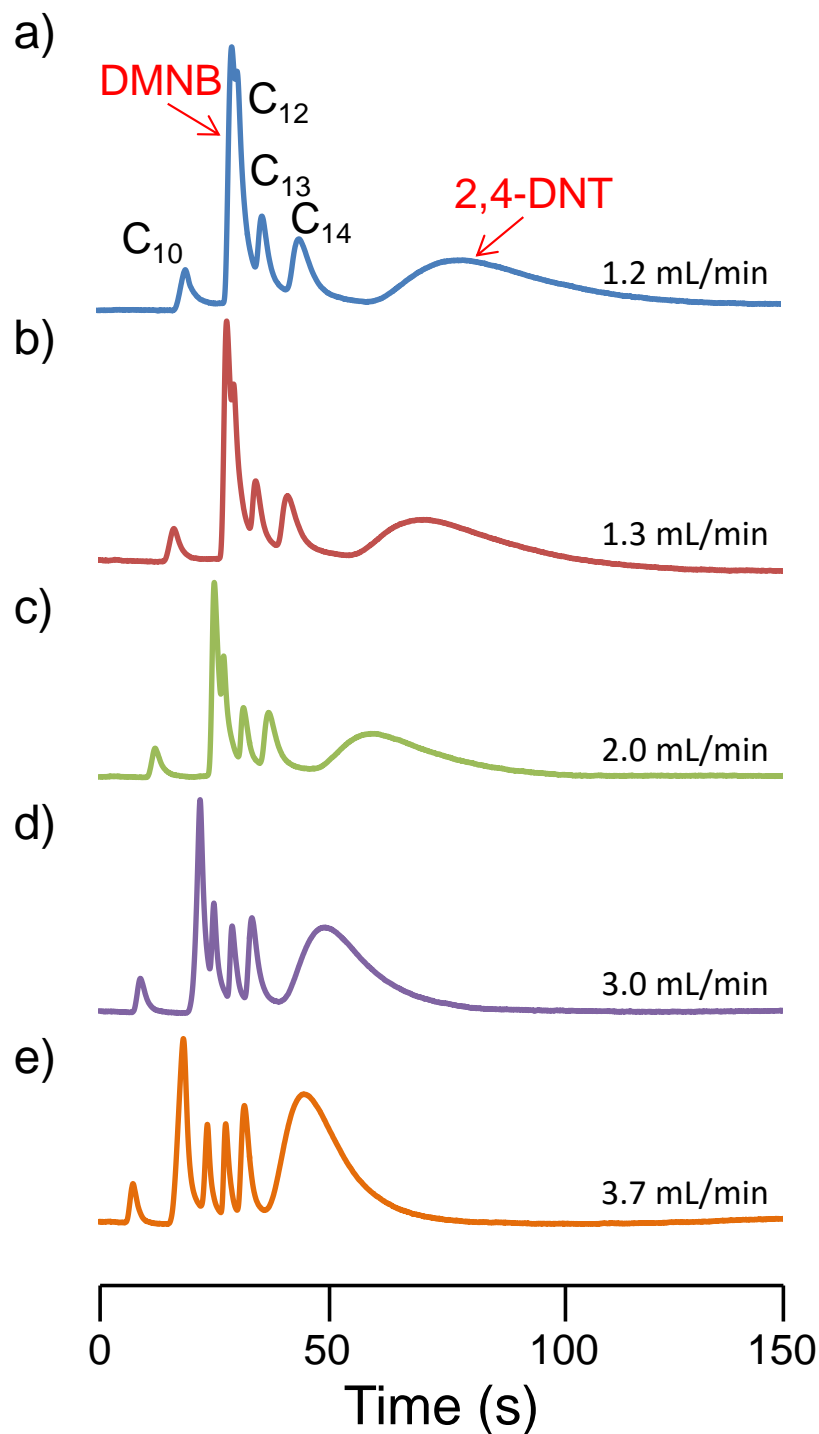 a)
DMNB
C₁₂
C₁₃
2,4-DNT
C₁₄
C₁₀
1.2 mL/min
b)
1.3 mL/min
c)
2.0 mL/min
d)
3.0 mL/min
e)
3.7 mL/min
0 50 100 150
Time (s)